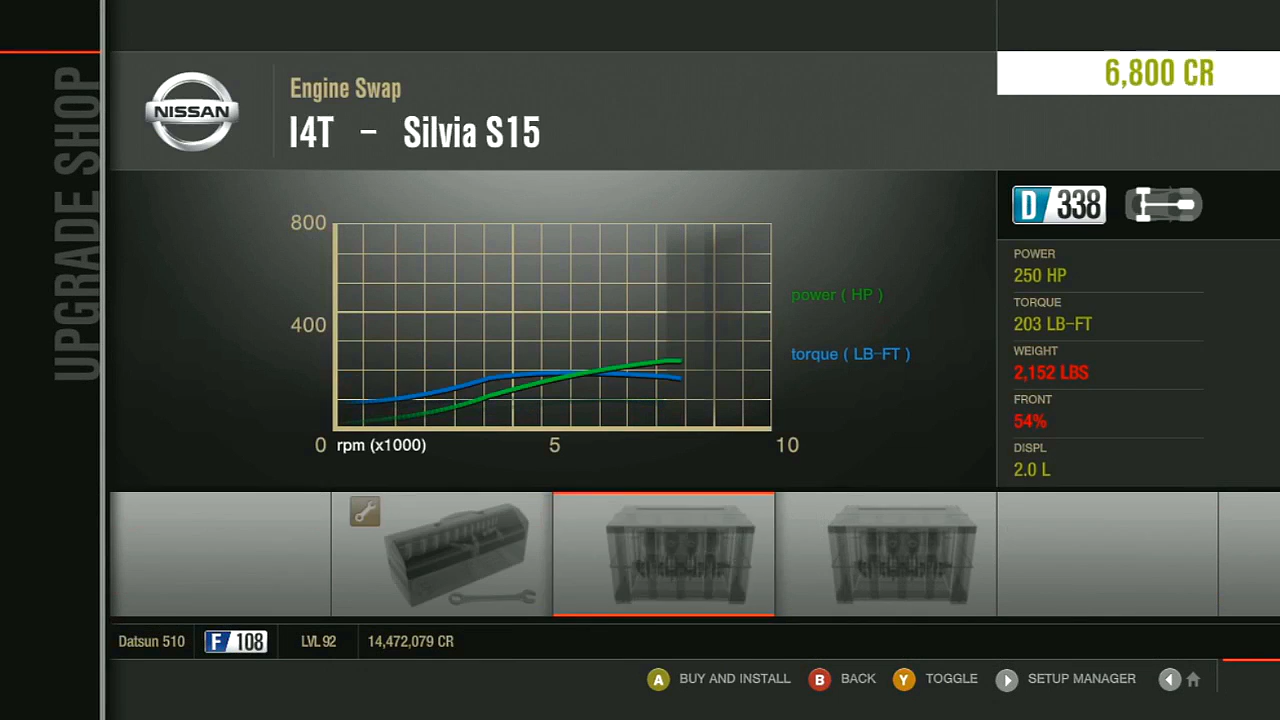 UPGRADE SHOP
NISSAN
Engine Swap
I4T – Silvia S15
6,800 CR
D 338
800
400
0
rpm (x1000)
5
10
power ( HP )
torque ( LB-FT )
POWER
250 HP
TORQUE
203 LB-FT
WEIGHT
2,152 LBS
FRONT
54%
DISPL
2.0 L
Datsun 510
F 108
LVL 92
14,472,079 CR
A BUY AND INSTALL
B BACK
Y TOGGLE
SETUP MANAGER